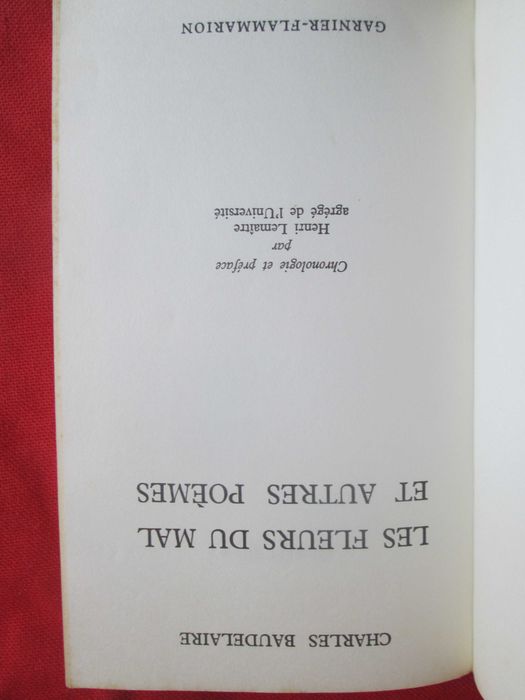 CHARLES BAUDELAIRE
LES FLEURS DU MAL
ET AUTRES POÈMES
Chronologie et préface
par
Henri Lemaître
agrégé de l'Université
GARNIER-FLAMMARION